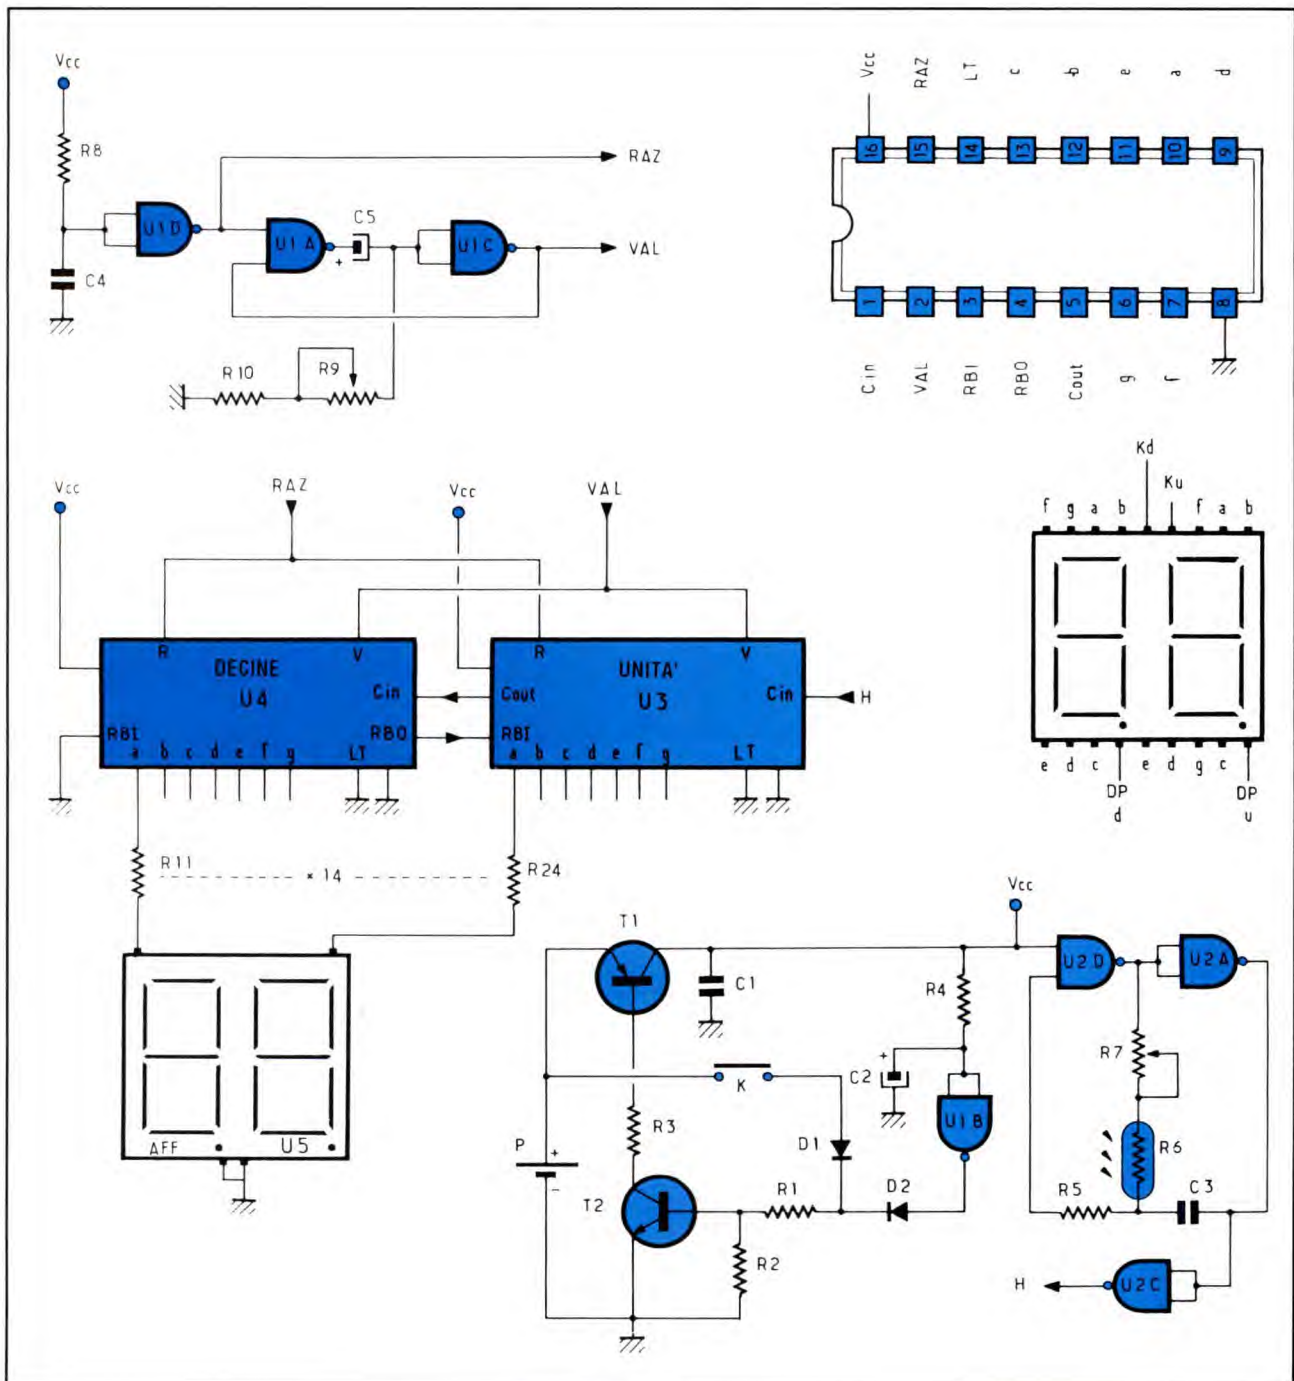 Vcc
R8
U1D
C4
U1A
C5
+
U1C
RAZ
VAL
R10
R9
Vcc RAZ LT c b e a d
16 15 14 13 12 11 10 9
1 2 3 4 5 6 7 8
Cin VAL RBI RBO Cout g f
Vcc
RAZ
Vcc
VAL
R V
DECINE
U4
Cin
RBI
RBO
a b c d e f g LT
R V
UNITA'
U3
Cout
Cin
H
RBI
a b c d e f g LT
Kd
Ku
f g a b f a b
e d c e d g c
DP d
DP u
R11
× 14
R24
AFF
U5
T1
C1
K
R3
P
+
-
T2
R1
R2
D1
D2
Vcc
R4
+
C2
U1B
U2D
U2A
R7
R6
R5
C3
U2C
H